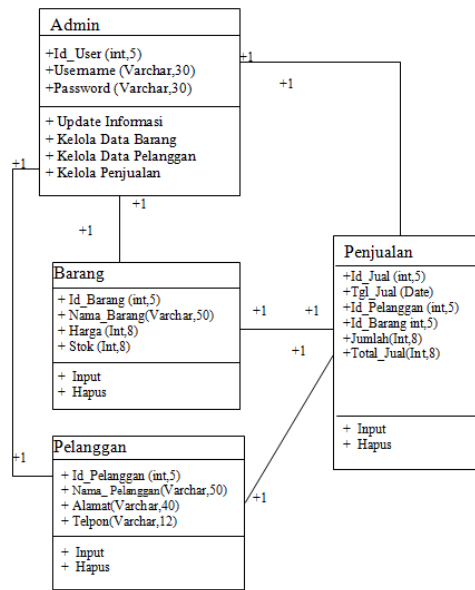 Admin
+Id_User (int,5)
+Username (Varchar,30)
+Password (Varchar,30)
+ Update Informasi
+ Kelola Data Barang
+ Kelola Data Pelanggan
+ Kelola Penjualan
+1
+1
+1
+1
+1
Barang
+ Id_Barang (int,5)
+ Nama_Barang(Varchar,50)
+ Harga (Int,8)
+ Stok (Int,8)
+ Input
+ Hapus
+1
+1
+1
Penjualan
+Id_Jual (int,5)
+Tgl_Jual (Date)
+Id_Pelanggan (int,5)
+Id_Barang int,5)
+Jumlah(Int,8)
+Total_Jual(Int,8)
+ Input
+ Hapus
Pelanggan
+ Id_Pelanggan (int,5)
+ Nama_ Pelanggan(Varchar,50)
+ Alamat(Varchar,40)
+ Telpon(Varchar,12)
+ Input
+ Hapus
+1
+1